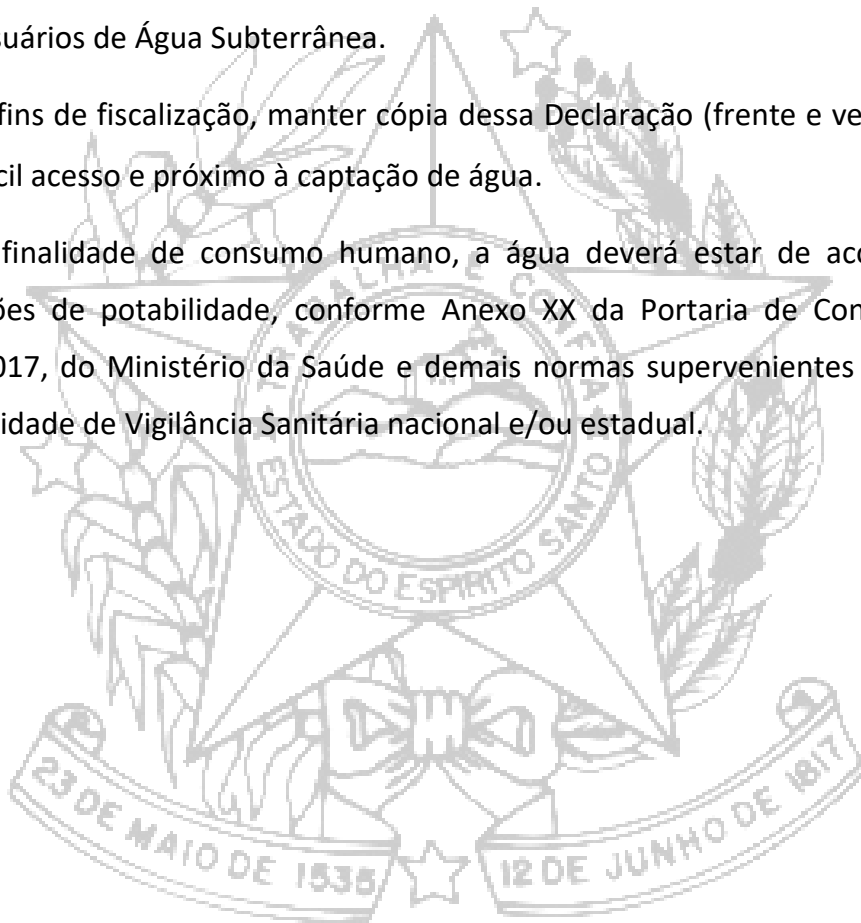 suários de Água Subterrânea.
fins de fiscalização, manter cópia dessa Declaração (frente e ve
cil acesso e próximo à captação de água.
finalidade de consumo humano, a água deverá estar de aco
ões de potabilidade, conforme Anexo XX da Portaria de Con
017, do Ministério da Saúde e demais normas supervenientes
idade de Vigilância Sanitária nacional e/ou estadual.
TRABALHA E CONFIA
ESTADO DO ESPIRITO SANTO
23 DE MAIO DE 1535
12 DE JUNHO DE 1817